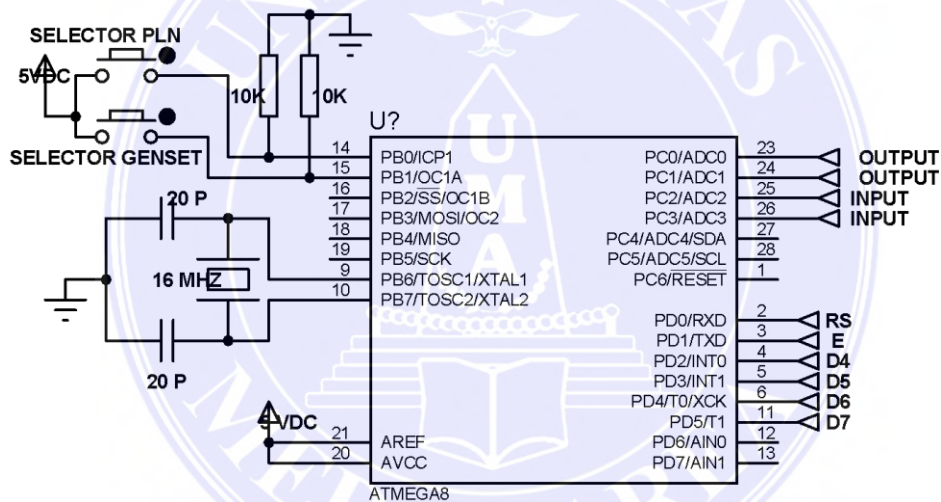 SELECTOR PLN
5VDC
10K
10K
SELECTOR GENSET
U?
14 PB0/ICP1 PC0/ADC0 23 OUTPUT
15 PB1/OC1A PC1/ADC1 24 OUTPUT
16 PB2/SS/OC1B PC2/ADC2 25 INPUT
17 PB3/MOSI/OC2 PC3/ADC3 26 INPUT
18 PB4/MISO PC4/ADC4/SDA 27
19 PB5/SCK PC5/ADC5/SCL 28
9 PB6/TOSC1/XTAL1 PC6/RESET 1
10 PB7/TOSC2/XTAL2
20 P
16 MHZ
20 P
PD0/RXD 2 RS
PD1/TXD 3 E
PD2/INT0 4 D4
PD3/INT1 5 D5
PD4/T0/XCK 6 D6
PD5/T1 11 D7
5 VDC
21 AREF PD6/AIN0 12
20 AVCC PD7/AIN1 13
ATMEGA8
UMA